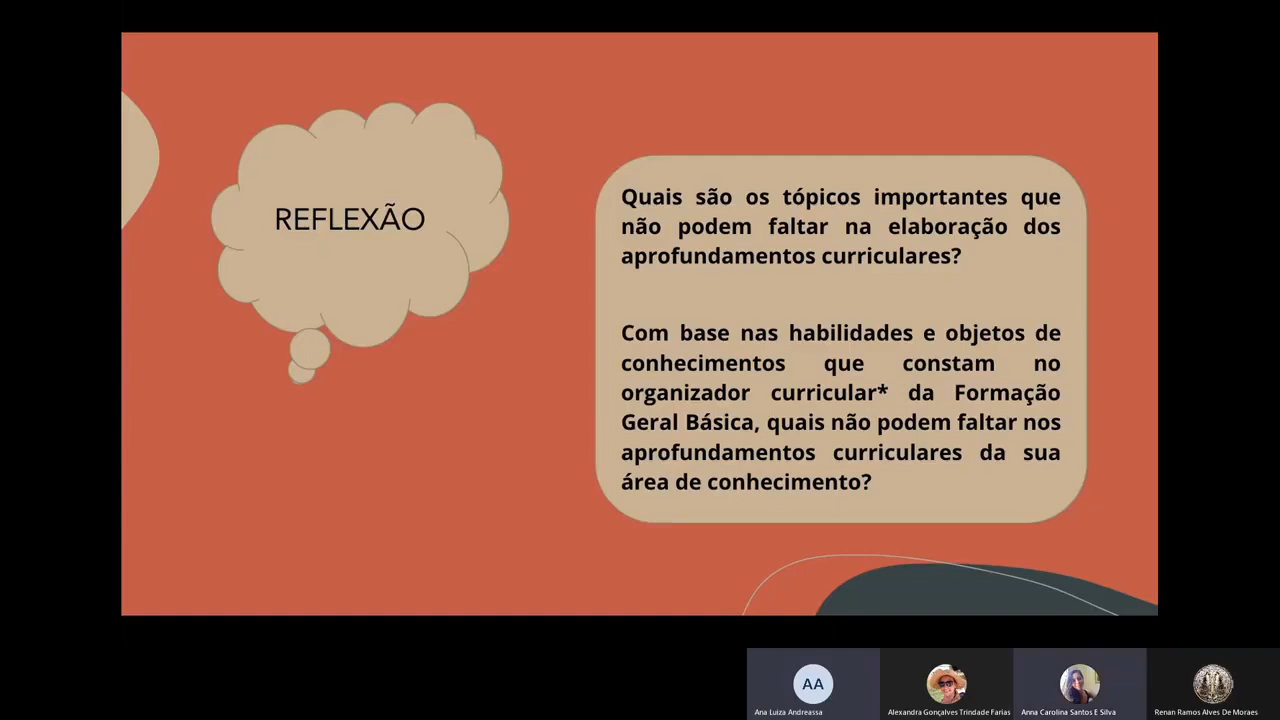 REFLEXÃO
Quais são os tópicos importantes que
não podem faltar na elaboração dos
aprofundamentos curriculares?
Com base nas habilidades e objetos de
conhecimentos que constam no
organizador curricular* da Formação
Geral Básica, quais não podem faltar nos
aprofundamentos curriculares da sua
área de conhecimento?
AA
Ana Luiza Andreassa
Alexandra Gonçalves Trindade Farias
Anna Carolina Santos E Silva
Renan Ramos Alves De Moraes